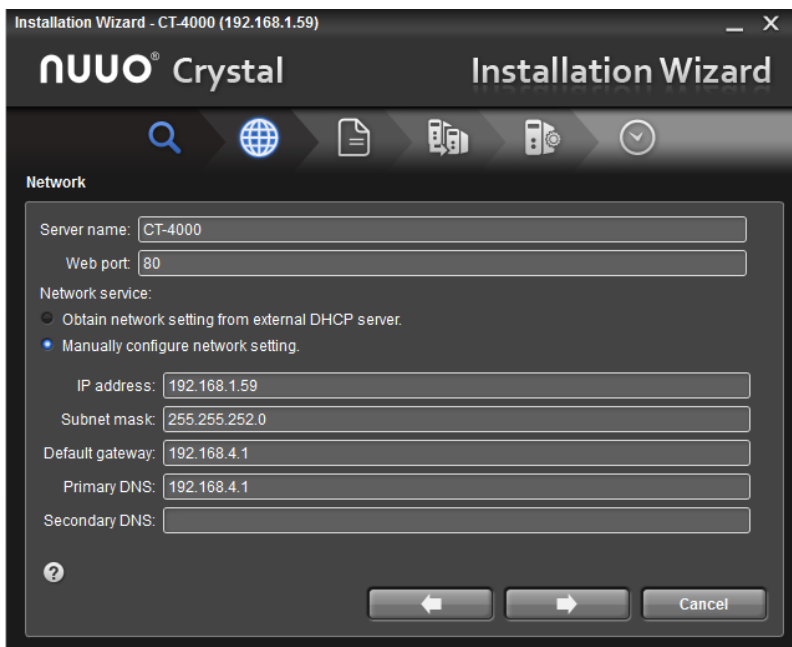 Installation Wizard - CT-4000 (192.168.1.59)
nuuo® Crystal
Installation Wizard
Network
Server name: CT-4000
Web port: 80
Network service:
Obtain network setting from external DHCP server.
Manually configure network setting.
IP address: 192.168.1.59
Subnet mask: 255.255.252.0
Default gateway: 192.168.4.1
Primary DNS: 192.168.4.1
Secondary DNS:
?
Cancel